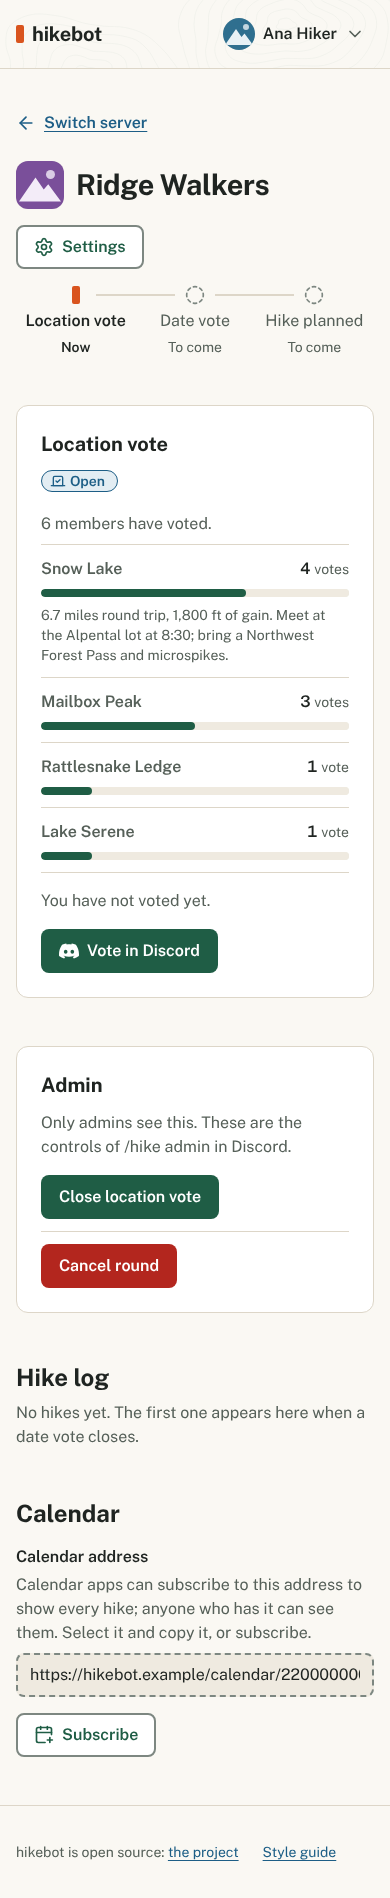 hikebot
Ana Hiker
Switch server
Ridge Walkers
Settings
Location vote
Date vote
Hike planned
Now
To come
To come
Location vote
Open
6 members have voted.
Snow Lake
4 votes
6.7 miles round trip, 1,800 ft of gain. Meet at
the Alpental lot at 8:30; bring a Northwest
Forest Pass and microspikes.
Mailbox Peak
3 votes
Rattlesnake Ledge
1 vote
Lake Serene
1 vote
You have not voted yet.
Vote in Discord
Admin
Only admins see this. These are the
controls of /hike admin in Discord.
Close location vote
Cancel round
Hike log
No hikes yet. The first one appears here when a
date vote closes.
Calendar
Calendar address
Calendar apps can subscribe to this address to
show every hike; anyone who has it can see
them. Select it and copy it, or subscribe.
https://hikebot.example/calendar/22000000
Subscribe
hikebot is open source: the project
Style guide